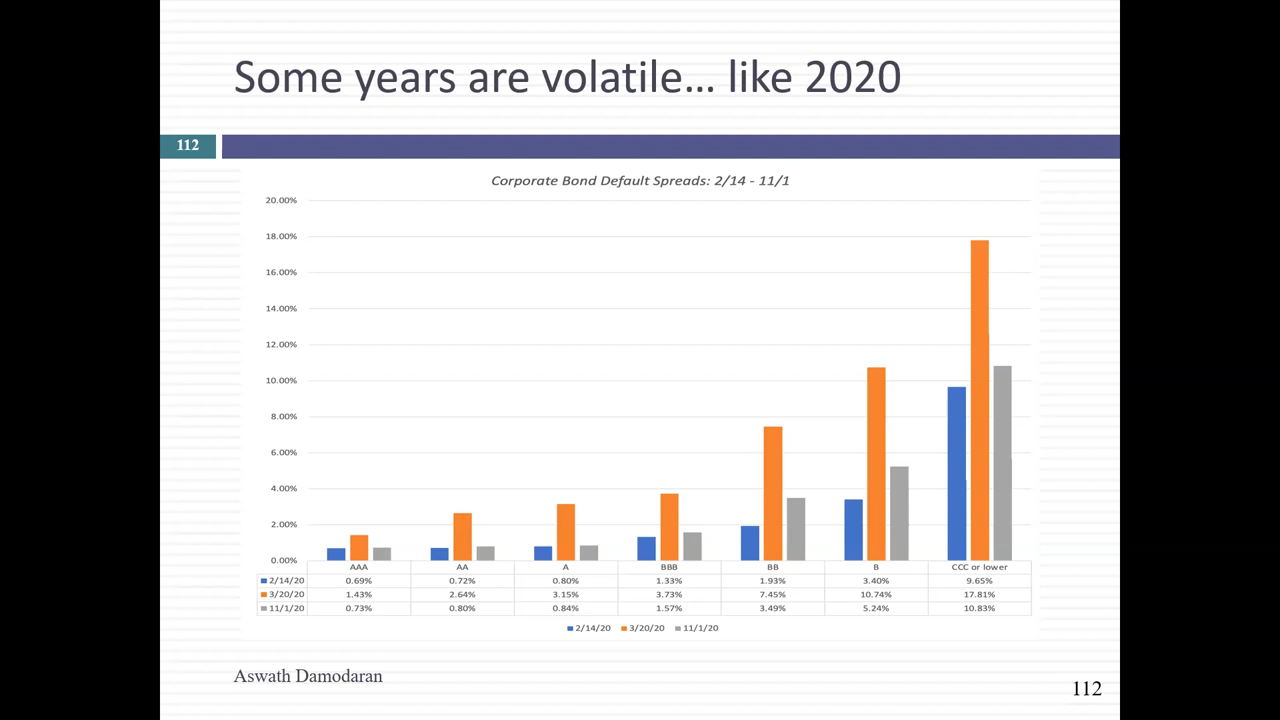 Some years are volatile... like 2020
112
Corporate Bond Default Spreads: 2/14 - 11/1
20.00%
18.00%
16.00%
14.00%
12.00%
10.00%
8.00%
6.00%
4.00%
2.00%
0.00%
AAA AA A BBB BB B CCC or lower
2/14/20 0.69% 0.72% 0.80% 1.33% 1.93% 3.40% 9.65%
3/20/20 1.43% 2.64% 3.15% 3.73% 7.45% 10.74% 17.81%
11/1/20 0.73% 0.80% 0.84% 1.57% 3.49% 5.24% 10.83%
2/14/20 3/20/20 11/1/20
Aswath Damodaran
112